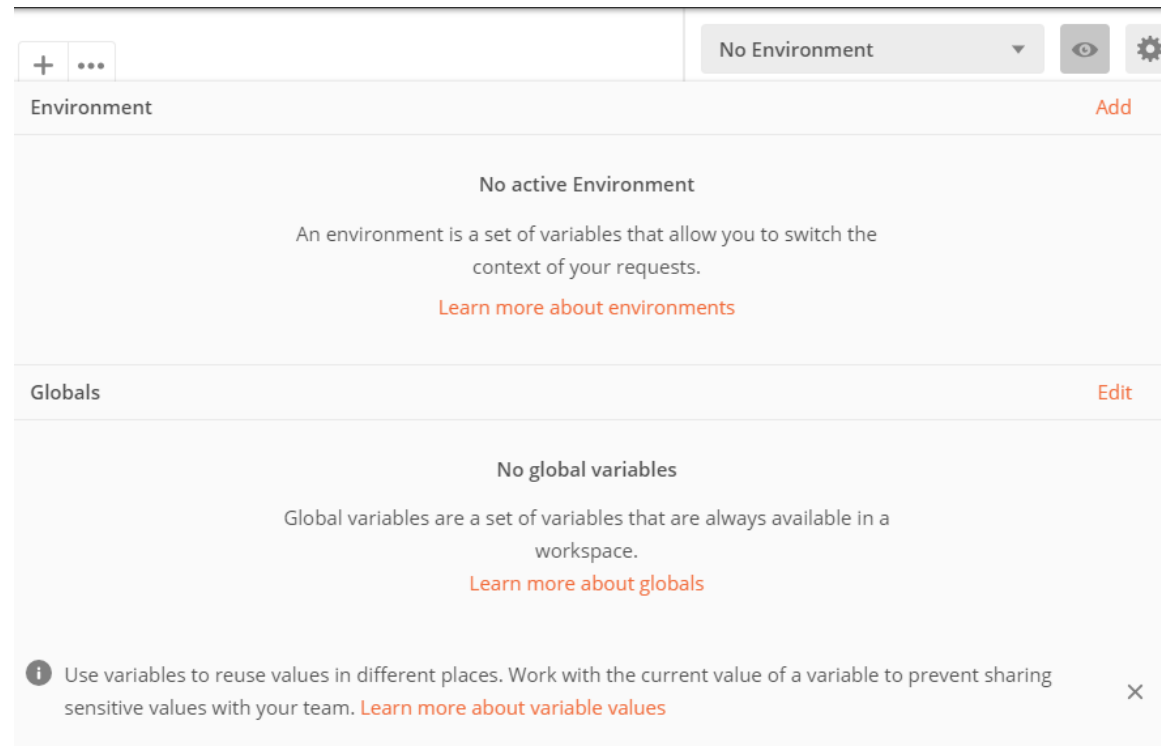 No Environment
Environment
Add
No active Environment
An environment is a set of variables that allow you to switch the
context of your requests.
Learn more about environments
Globals
Edit
No global variables
Global variables are a set of variables that are always available in a
workspace.
Learn more about globals
Use variables to reuse values in different places. Work with the current value of a variable to prevent sharing
sensitive values with your team. Learn more about variable values